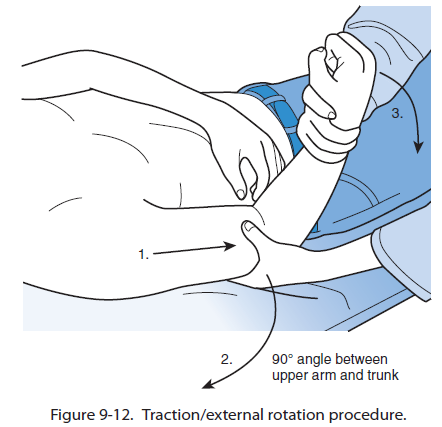 3.
1.
2.
90° angle between
upper arm and trunk
Figure 9-12. Traction/external rotation procedure.